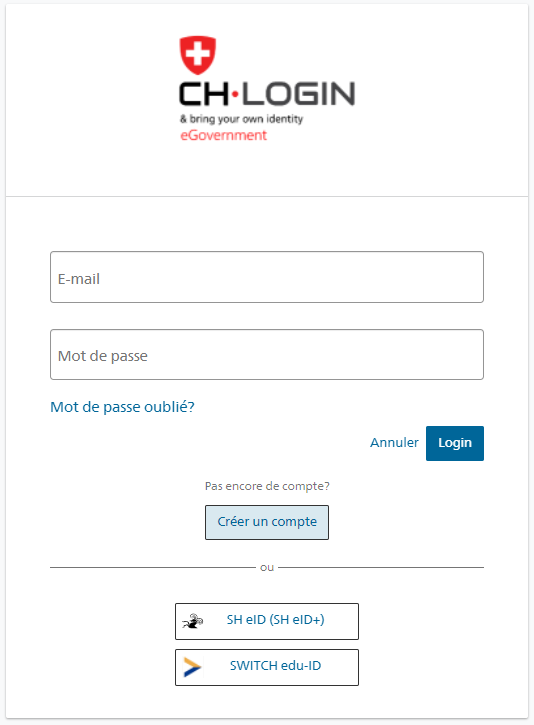 CH·LOGIN
& bring your own identity
eGovernment
E-mail
Mot de passe
Mot de passe oublié?
Annuler Login
Pas encore de compte?
Créer un compte
ou
SH eID (SH eID+)
SWITCH edu-ID